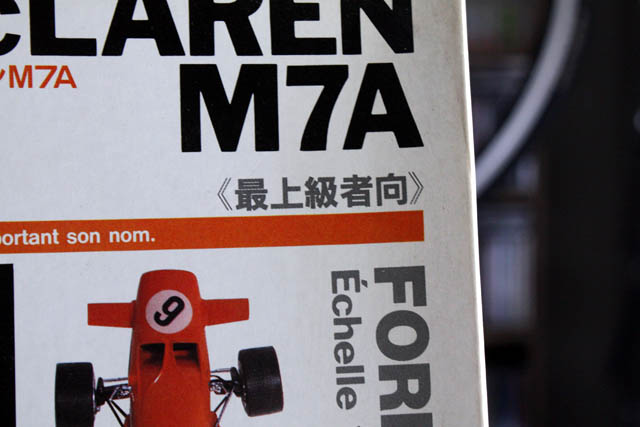 cLAREN
M7A
ンM7A
《最上級者向》
portant son nom.
9
FOR
Échelle